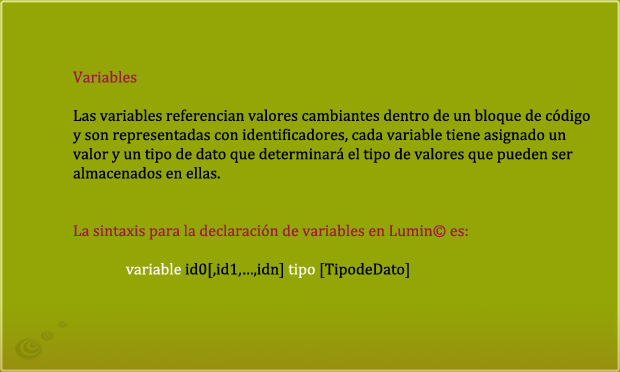 Variables
Las variables referencian valores cambiantes dentro de un bloque de código
y son representadas con identificadores, cada variable tiene asignado un
valor y un tipo de dato que determinará el tipo de valores que pueden ser
almacenados en ellas.
La sintaxis para la declaración de variables en Lumin© es:
variable id0[,id1,...,idn] tipo [TipodeDato]